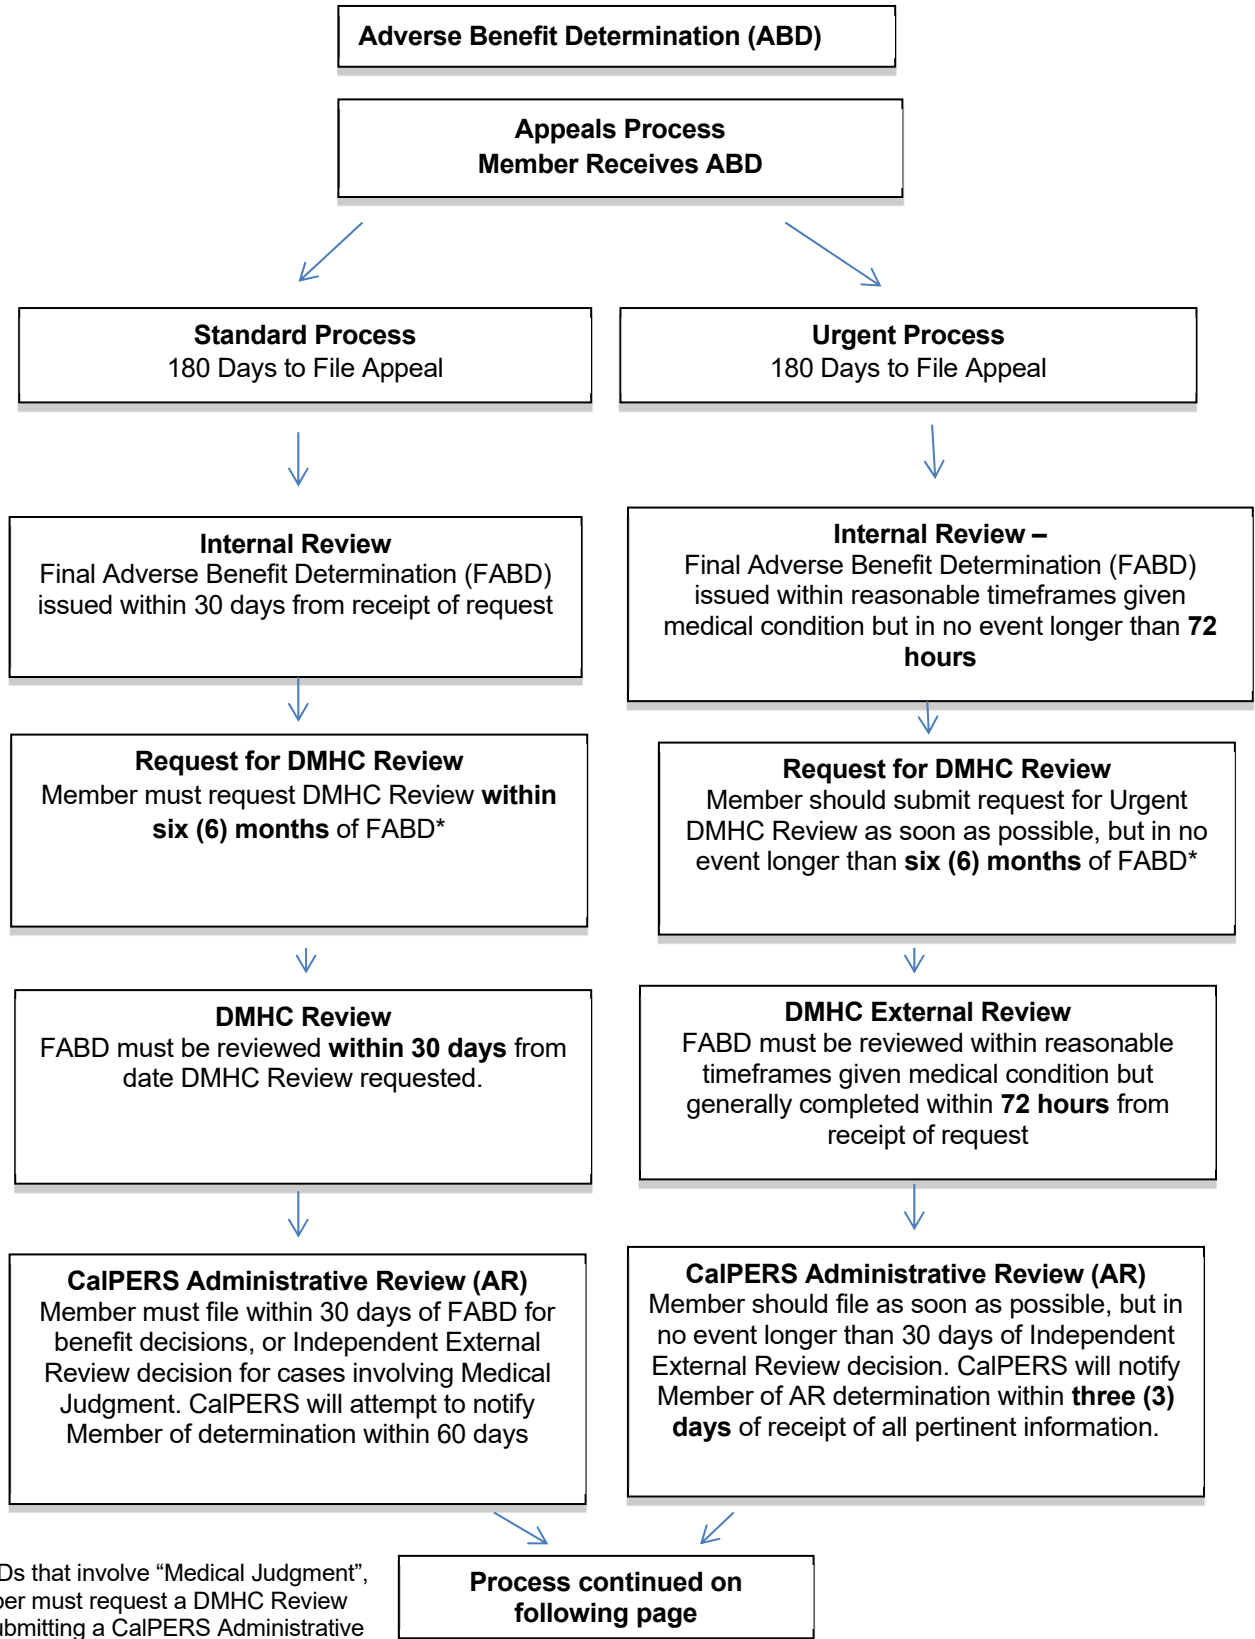 Adverse Benefit Determination (ABD)
Appeals Process
Member Receives ABD
Standard Process
180 Days to File Appeal
Urgent Process
180 Days to File Appeal
Internal Review
Final Adverse Benefit Determination (FABD)
issued within 30 days from receipt of request
Internal Review –
Final Adverse Benefit Determination (FABD)
issued within reasonable timeframes given
medical condition but in no event longer than 72
hours
Request for DMHC Review
Member must request DMHC Review within
six (6) months of FABD*
Request for DMHC Review
Member should submit request for Urgent
DMHC Review as soon as possible, but in no
event longer than six (6) months of FABD*
DMHC Review
FABD must be reviewed within 30 days from
date DMHC Review requested.
DMHC External Review
FABD must be reviewed within reasonable
timeframes given medical condition but
generally completed within 72 hours from
receipt of request
CalPERS Administrative Review (AR)
Member must file within 30 days of FABD for
benefit decisions, or Independent External
Review decision for cases involving Medical
Judgment. CalPERS will attempt to notify
Member of determination within 60 days
CalPERS Administrative Review (AR)
Member should file as soon as possible, but in
no event longer than 30 days of Independent
External Review decision. CalPERS will notify
Member of AR determination within three (3)
days of receipt of all pertinent information.
that involve “Medical Judgment”,
must request a DMHC Review
a CalPERS Administrative
Process continued on
following page